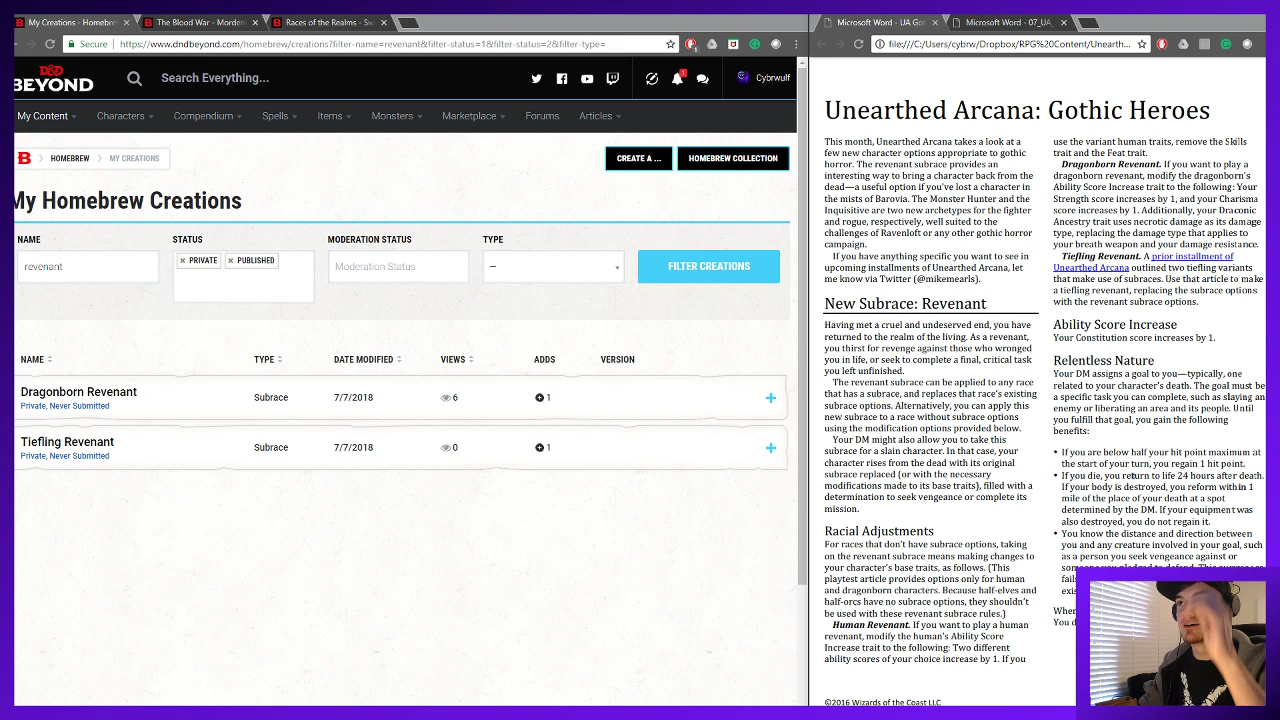 My Creations - Homebre
The Blood War - Morden
Races of the Realms - Sw
Secure
https://www.dndbeyond.com/homebrew/creations?filter-name=revenant&filter-status=1&filter-status=2&filter-type=
D&D
BEYOND
Search Everything...
1
Cybrwulf
My Content
Characters
Compendium
Spells
Items
Monsters
Marketplace
Forums
Articles
B
HOMEBREW
MY CREATIONS
CREATE A ...
HOMEBREW COLLECTION
My Homebrew Creations
NAME
STATUS
MODERATION STATUS
TYPE
revenant
× PRIVATE
× PUBLISHED
Moderation Status
—
FILTER CREATIONS
NAME
TYPE
DATE MODIFIED
VIEWS
ADDS
VERSION
Dragonborn Revenant
Private, Never Submitted
Subrace
7/7/2018
6
1
Tiefling Revenant
Private, Never Submitted
Subrace
7/7/2018
0
1
Microsoft Word - UA Got
Microsoft Word - 07_UA
file:///C:/Users/cybrw/Dropbox/RPG%20Content/Unearth...
Unearthed Arcana: Gothic Heroes
This month, Unearthed Arcana takes a look at a
few new character options appropriate to gothic
horror. The revenant subrace provides an
interesting way to bring a character back from the
dead—a useful option if you've lost a character in
the mists of Barovia. The Monster Hunter and the
Inquisitive are two new archetypes for the fighter
and rogue, respectively, well suited to the
challenges of Ravenloft or any other gothic horror
campaign.
If you have anything specific you want to see in
upcoming installments of Unearthed Arcana, let
me know via Twitter (@mikemearls).
New Subrace: Revenant
Having met a cruel and undeserved end, you have
returned to the realm of the living. As a revenant,
you thirst for revenge against those who wronged
you in life, or seek to complete a final, critical task
you left unfinished.
The revenant subrace can be applied to any race
that has a subrace, and replaces that race's existing
subrace options. Alternatively, you can apply this
new subrace to a race without subrace options
using the modification options provided below.
Your DM might also allow you to take this
subrace for a slain character. In that case, your
character rises from the dead with its original
subrace replaced (or with the necessary
modifications made to its base traits), filled with a
determination to seek vengeance or complete its
mission.
Racial Adjustments
For races that don't have subrace options, taking
on the revenant subrace means making changes to
your character's base traits, as follows. (This
playtest article provides options only for human
and dragonborn characters. Because half-elves and
half-orcs have no subrace options, they shouldn't
be used with these revenant subrace rules.)
Human Revenant. If you want to play a human
revenant, modify the human's Ability Score
Increase trait to the following: Two different
ability scores of your choice increase by 1. If you
©2016 Wizards of the Coast LLC
use the variant human traits, remove the Skills
trait and the Feat trait.
Dragonborn Revenant. If you want to play a
dragonborn revenant, modify the dragonborn's
Ability Score Increase trait to the following: Your
Strength score increases by 1, and your Charisma
score increases by 1. Additionally, your Draconic
Ancestry trait uses necrotic damage as its damage
type, replacing the damage type that applies to
your breath weapon and your damage resistance.
Tiefling Revenant. A prior installment of
Unearthed Arcana outlined two tiefling variants
that make use of subraces. Use that article to make
a tiefling revenant, replacing the subrace options
with the revenant subrace options.
Ability Score Increase
Your Constitution score increases by 1.
Relentless Nature
Your DM assigns a goal to you—typically, one
related to your character's death. The goal must be
a specific task you can complete, such as slaying an
enemy or liberating an area and its people. Until
you fulfill that goal, you gain the following
benefits:
• If you are below half your hit point maximum at
the start of your turn, you regain 1 hit point.
• If you die, you return to life 24 hours after death.
If your body is destroyed, you reform within 1
mile of the place of your death at a spot
determined by the DM. If your equipment was
also destroyed, you do not regain it.
• You know the distance and direction between
you and any creature involved in your goal, such
as a person you seek vengeance against or
someone you pledged to defend. This awareness
fails
exis
When
You d